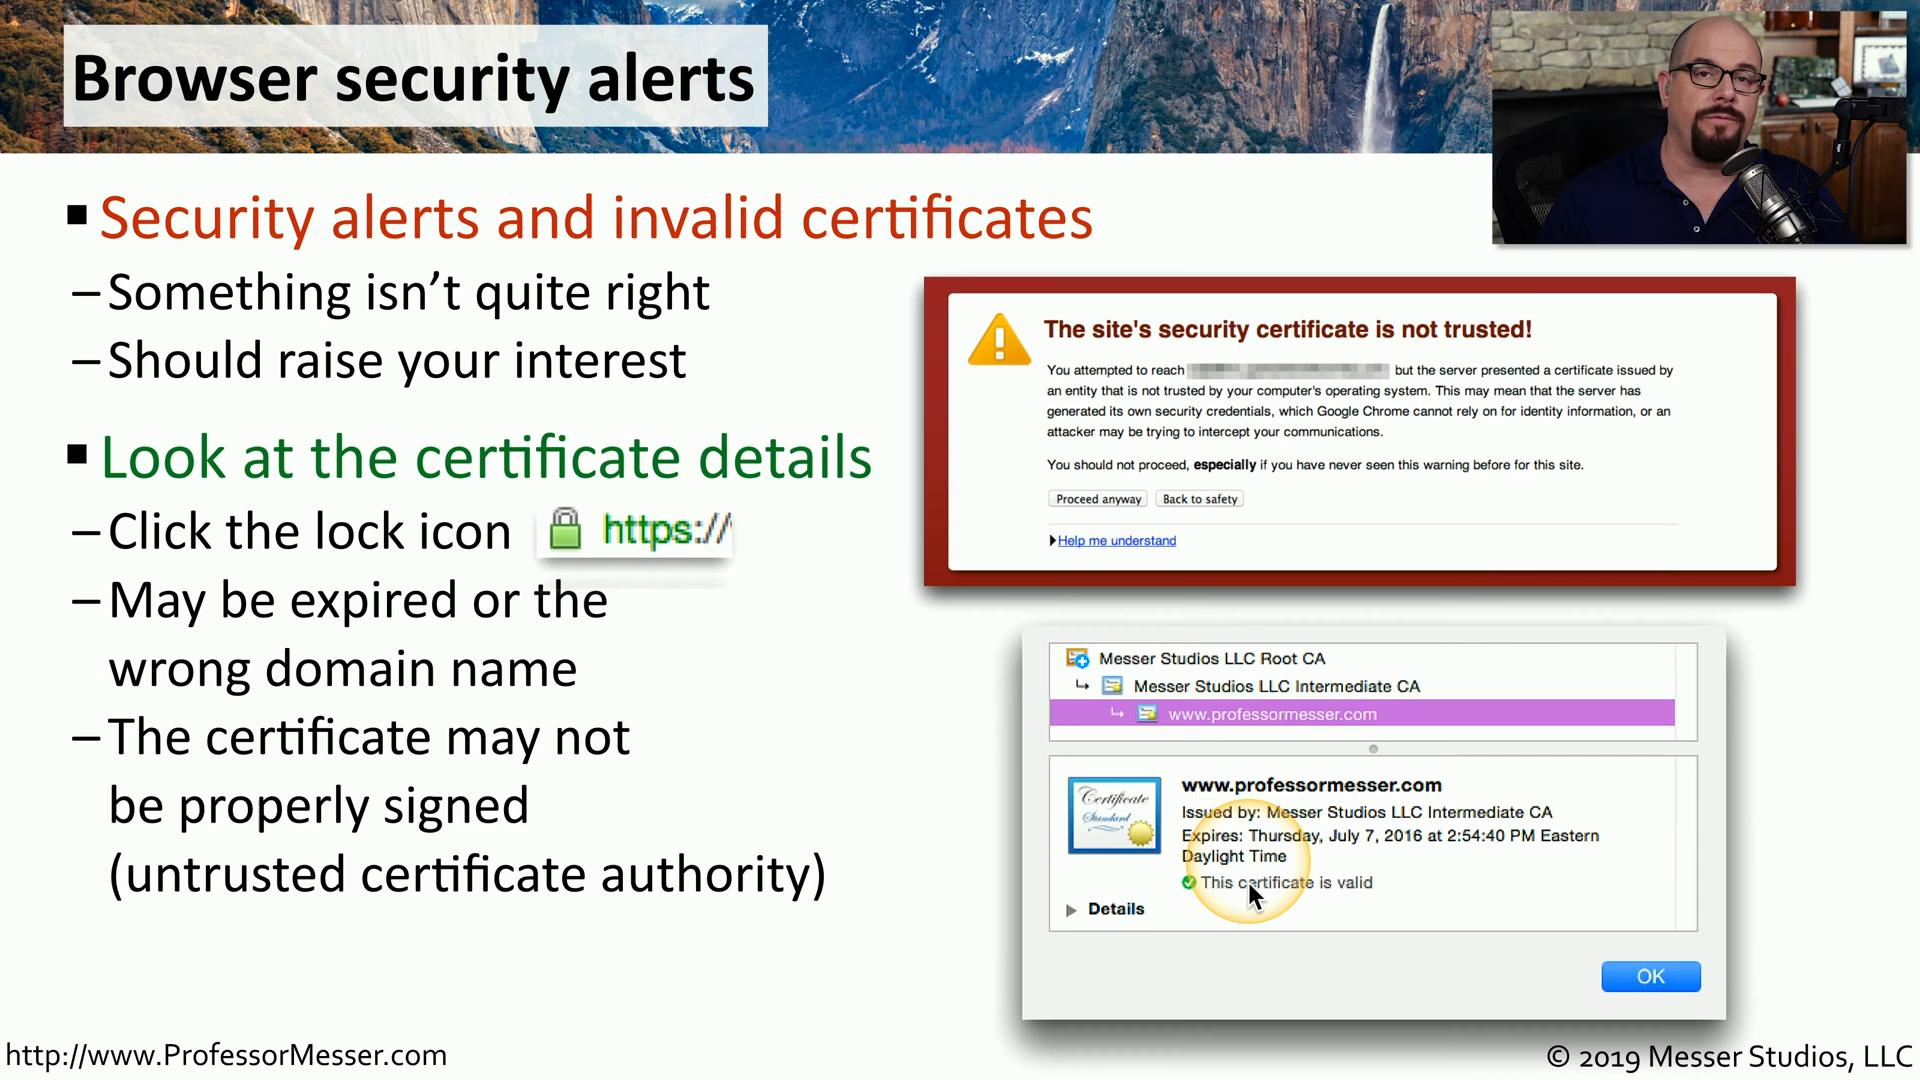 Browser security alerts
▪ Security alerts and invalid certificates
– Something isn’t quite right
– Should raise your interest
▪ Look at the certificate details
– Click the lock icon https://
– May be expired or the
wrong domain name
– The certificate may not
be properly signed
(untrusted certificate authority)
The site's security certificate is not trusted!
You attempted to reach but the server presented a certificate issued by
an entity that is not trusted by your computer's operating system. This may mean that the server has
generated its own security credentials, which Google Chrome cannot rely on for identity information, or an
attacker may be trying to intercept your communications.
You should not proceed, especially if you have never seen this warning before for this site.
Proceed anyway Back to safety
Help me understand
Messer Studios LLC Root CA
Messer Studios LLC Intermediate CA
www.professormesser.com
Certificate
Standard
www.professormesser.com
Issued by: Messer Studios LLC Intermediate CA
Expires: Thursday, July 7, 2016 at 2:54:40 PM Eastern
Daylight Time
This certificate is valid
Details
OK
http://www.ProfessorMesser.com
© 2019 Messer Studios, LLC